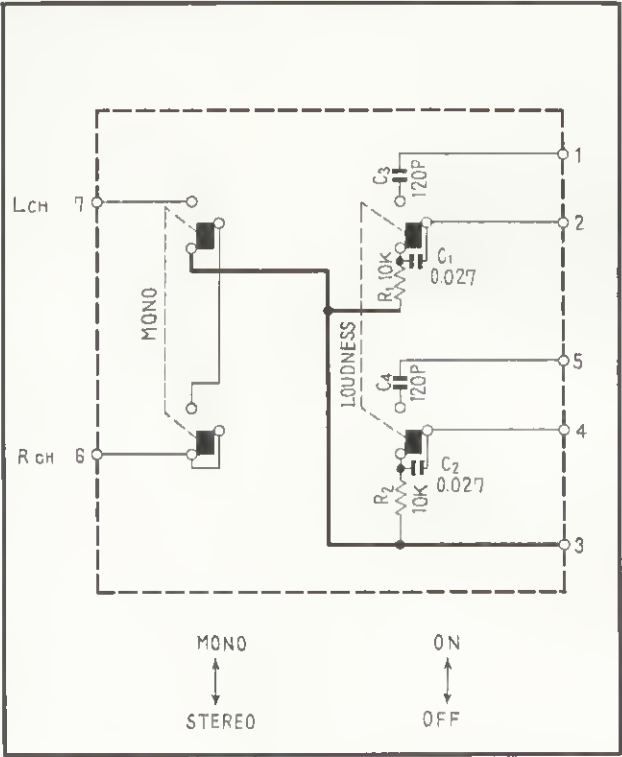 1
C3
120P
LCH 7
2
C1
0.027
R1 10K
MONO
LOUDNESS
5
C4
120P
4
RCH 6
C2
0.027
R2
10K
3
MONO
STEREO
ON
OFF